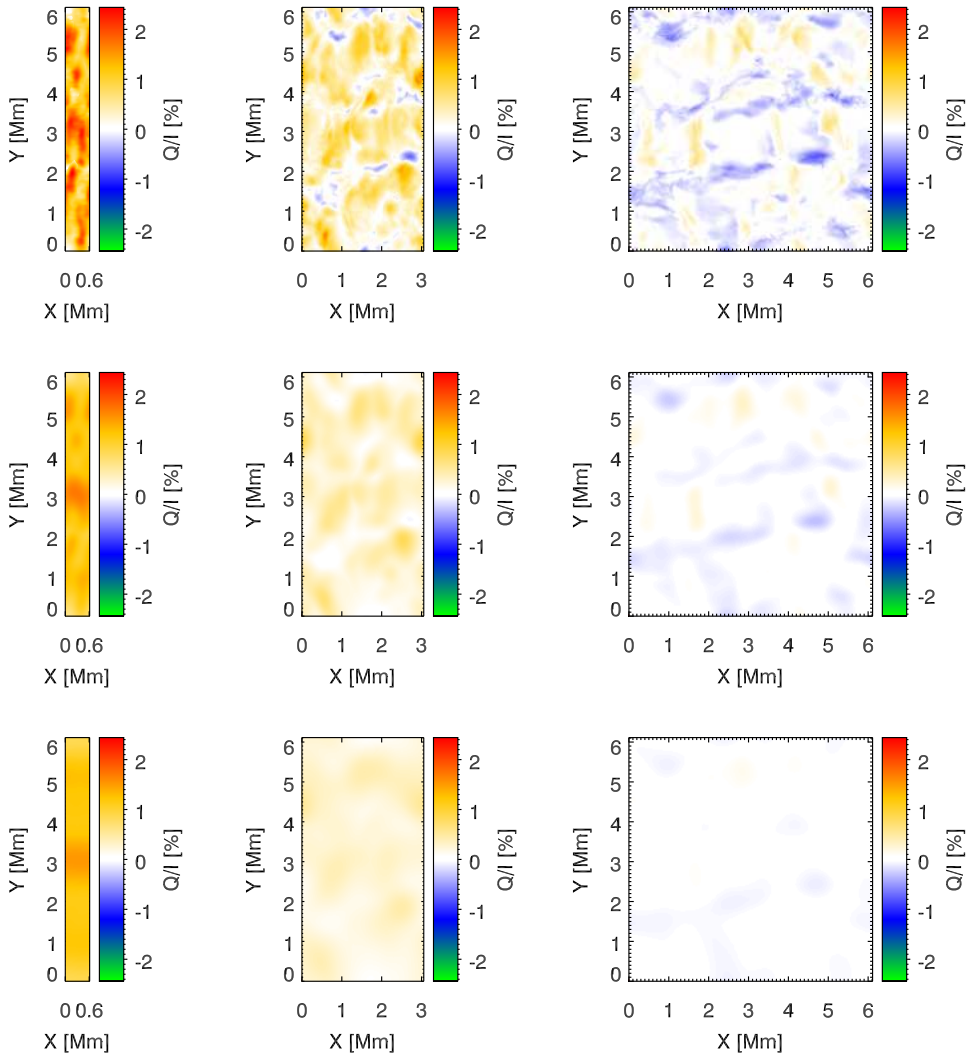 6 5 4 3 2 1 0
Y [Mm]
0 0.6
X [Mm]
2 1 0 -1 -2
Q/I [%]
6 5 4 3 2 1 0
Y [Mm]
0 1 2 3
X [Mm]
2 1 0 -1 -2
Q/I [%]
6 5 4 3 2 1 0
Y [Mm]
0 1 2 3 4 5 6
X [Mm]
2 1 0 -1 -2
Q/I [%]
6 5 4 3 2 1 0
Y [Mm]
0 0.6
X [Mm]
2 1 0 -1 -2
Q/I [%]
6 5 4 3 2 1 0
Y [Mm]
0 1 2 3
X [Mm]
2 1 0 -1 -2
Q/I [%]
6 5 4 3 2 1 0
Y [Mm]
0 1 2 3 4 5 6
X [Mm]
2 1 0 -1 -2
Q/I [%]
6 5 4 3 2 1 0
Y [Mm]
0 0.6
X [Mm]
2 1 0 -1 -2
Q/I [%]
6 5 4 3 2 1 0
Y [Mm]
0 1 2 3
X [Mm]
2 1 0 -1 -2
Q/I [%]
6 5 4 3 2 1 0
Y [Mm]
0 1 2 3 4 5 6
X [Mm]
2 1 0 -1 -2
Q/I [%]